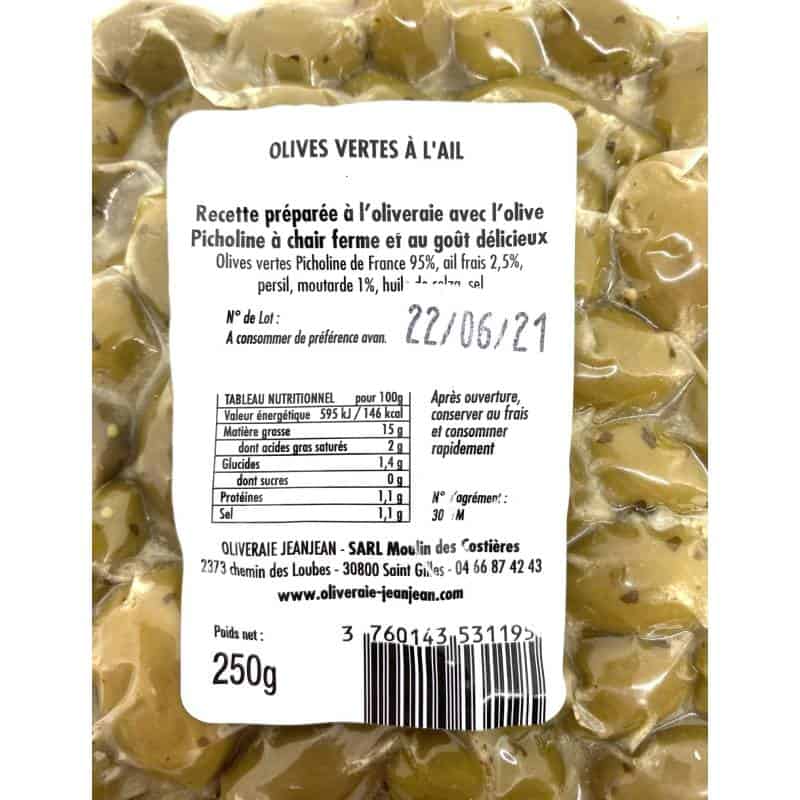 OLIVES VERTES À L'AIL
Recette préparée à l'oliveraie avec l'olive
Picholine à chair ferme et au goût délicieux
Olives vertes Picholine de France 95%, ail frais 2,5%,
persil, moutarde 1%, sel
N° de Lot :
A consommer de préférence avan. 22/06/21
TABLEAU NUTRITIONNEL pour 100g
Valeur énergétique 595 kJ / 146 kcal
Matière grasse 15 g
dont acides gras saturés 2 g
Glucides 1,4 g
dont sucres 0 g
Protéines 1,1 g
Sel 1,1 g
Après ouverture,
conserver au frais
et consommer
rapidement
N° agrément :
30 M
OLIVERAIE JEANJEAN - SARL Moulin des Costières
2373 chemin des Loubes - 30800 Saint Gilles - 04 66 87 42 43
www.oliveraie-jeanjean.com
Poids net :
250g
3 760143 531195